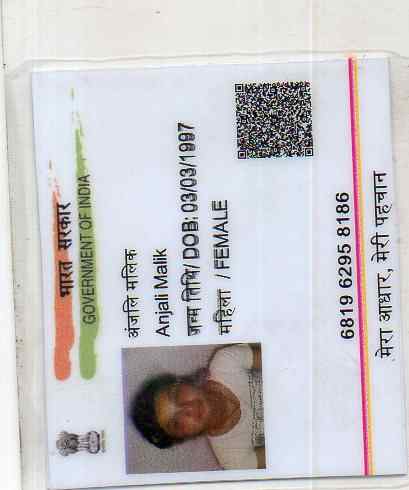 भारत सरकार
GOVERNMENT OF INDIA
अंजलि मलिक
Anjali Malik
जन्म तिथि/ DOB: 03/03/1997
महिला / FEMALE
6819 6295 8186
मेरा आधार, मेरी पहचान